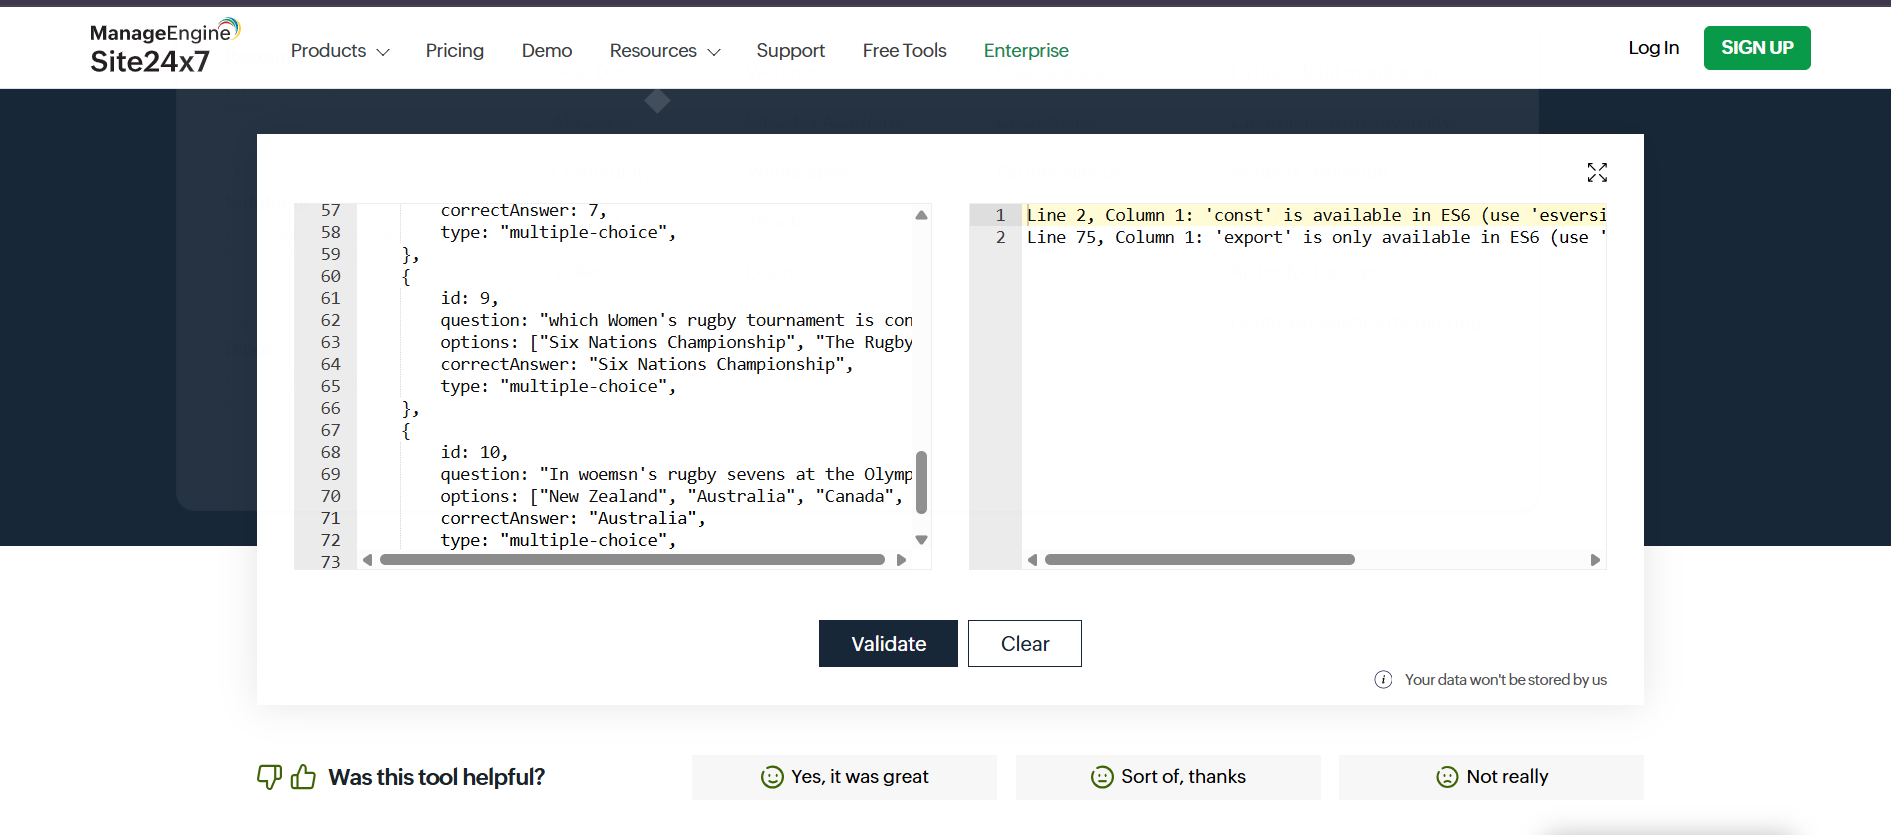 ManageEngine
Site24x7
Products
Pricing
Demo
Resources
Support
Free Tools
Enterprise
Log In
SIGN UP
57 correctAnswer: 7,
58 type: "multiple-choice",
59 },
60 {
61 id: 9,
62 question: "which Women's rugby tournament is con
63 options: ["Six Nations Championship", "The Rugby
64 correctAnswer: "Six Nations Championship",
65 type: "multiple-choice",
66 },
67 {
68 id: 10,
69 question: "In woemsn's rugby sevens at the Olymp
70 options: ["New Zealand", "Australia", "Canada",
71 correctAnswer: "Australia",
72 type: "multiple-choice",
73
1 Line 2, Column 1: 'const' is available in ES6 (use 'esversi
2 Line 75, Column 1: 'export' is only available in ES6 (use '
Validate
Clear
Your data won't be stored by us
Was this tool helpful?
Yes, it was great
Sort of, thanks
Not really